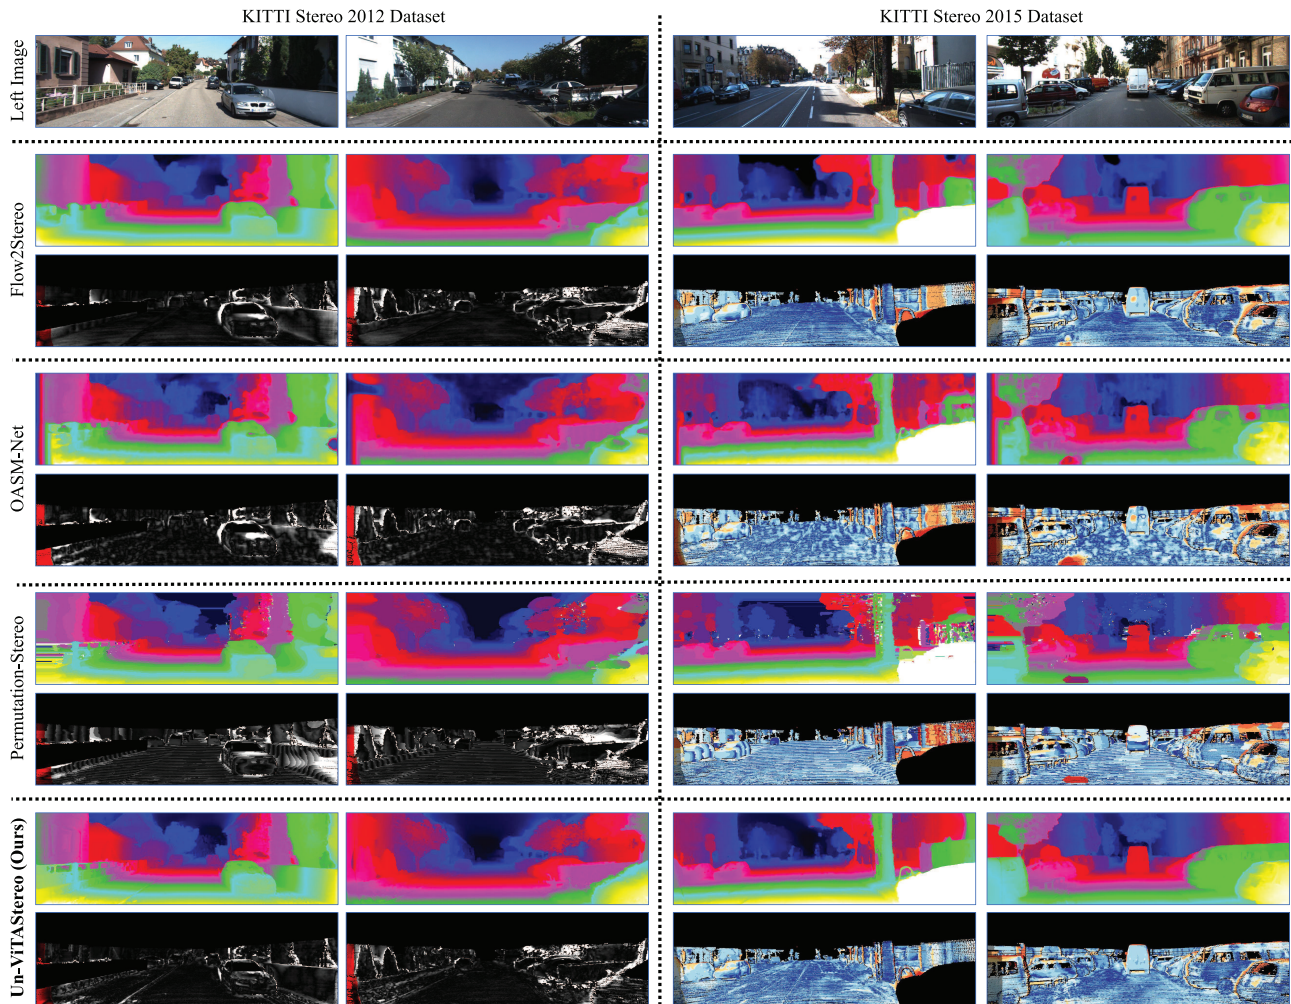 KITTI Stereo 2012 Dataset
KITTI Stereo 2015 Dataset
Left Image
Flow2Stereo
OASM-Net
Permutation-Stereo
Un-ViTAStereo (Ours)